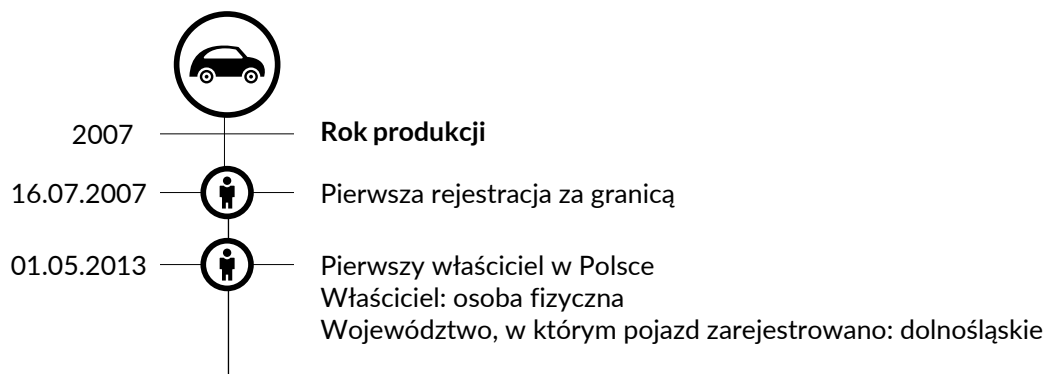 2007 Rok produkcji
16.07.2007 Pierwsza rejestracja za granicą
01.05.2013 Pierwszy właściciel w Polsce
Właściciel: osoba fizyczna
Województwo, w którym pojazd zarejestrowano: dolnośląskie